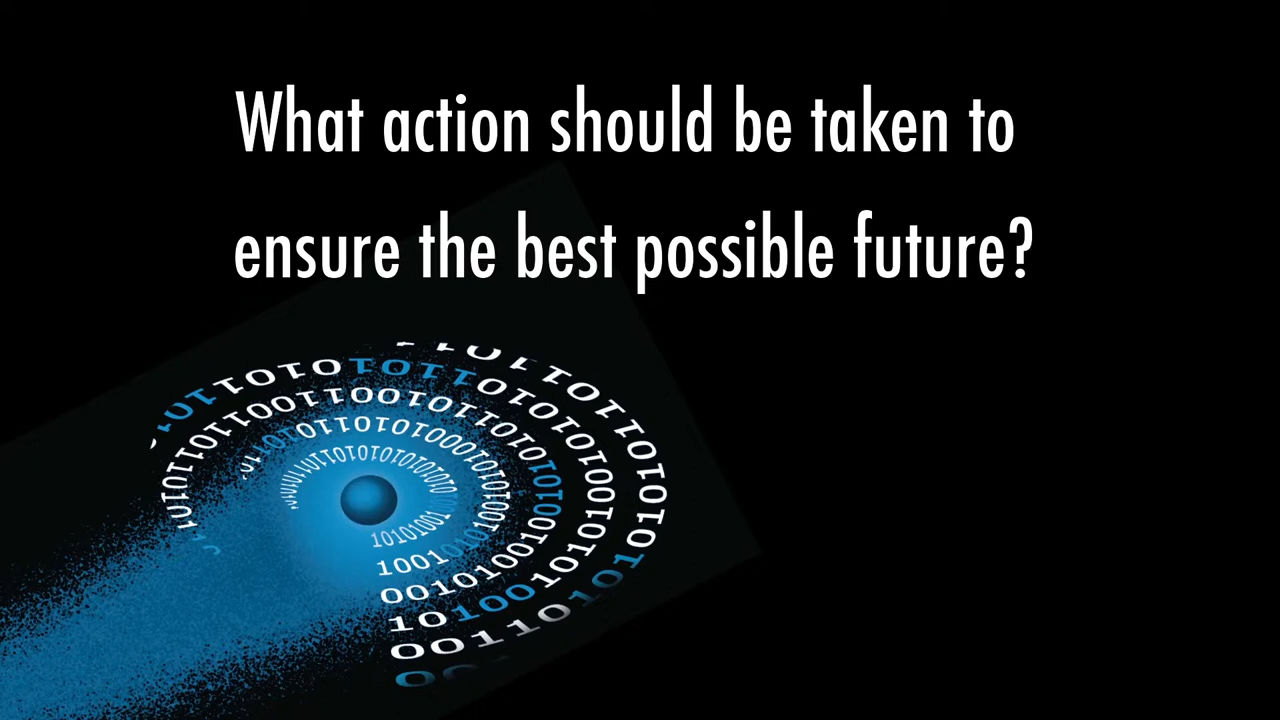 What action should be taken to
ensure the best possible future?